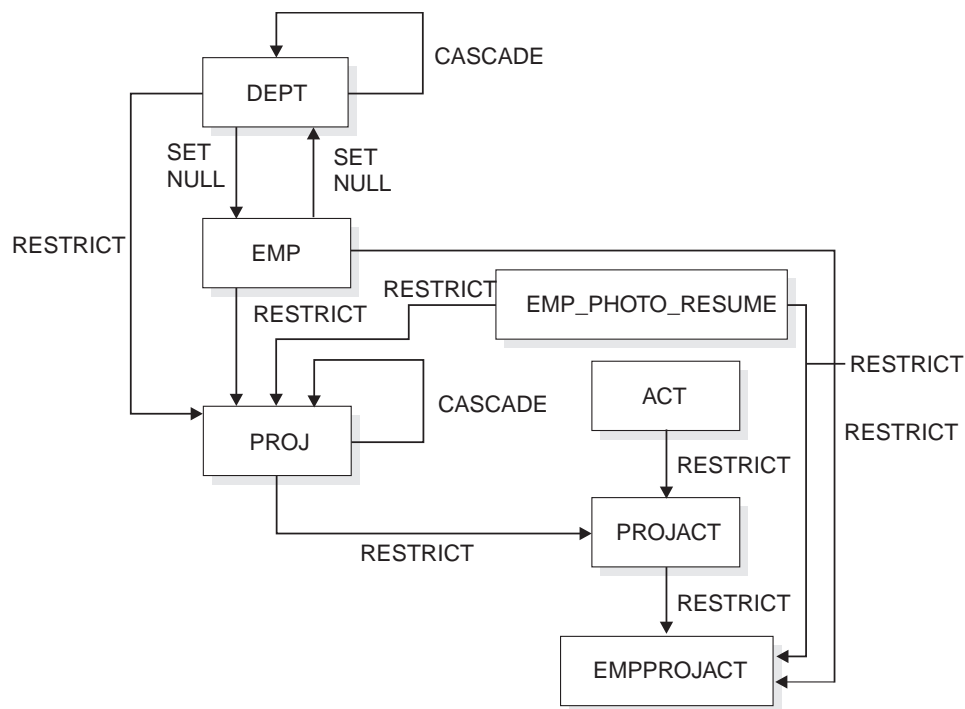 CASCADE
DEPT
SET
NULL
SET
NULL
RESTRICT
EMP
RESTRICT
RESTRICT
EMP_PHOTO_RESUME
RESTRICT
ACT
CASCADE
RESTRICT
PROJ
RESTRICT
PROJACT
RESTRICT
RESTRICT
EMPPROJACT